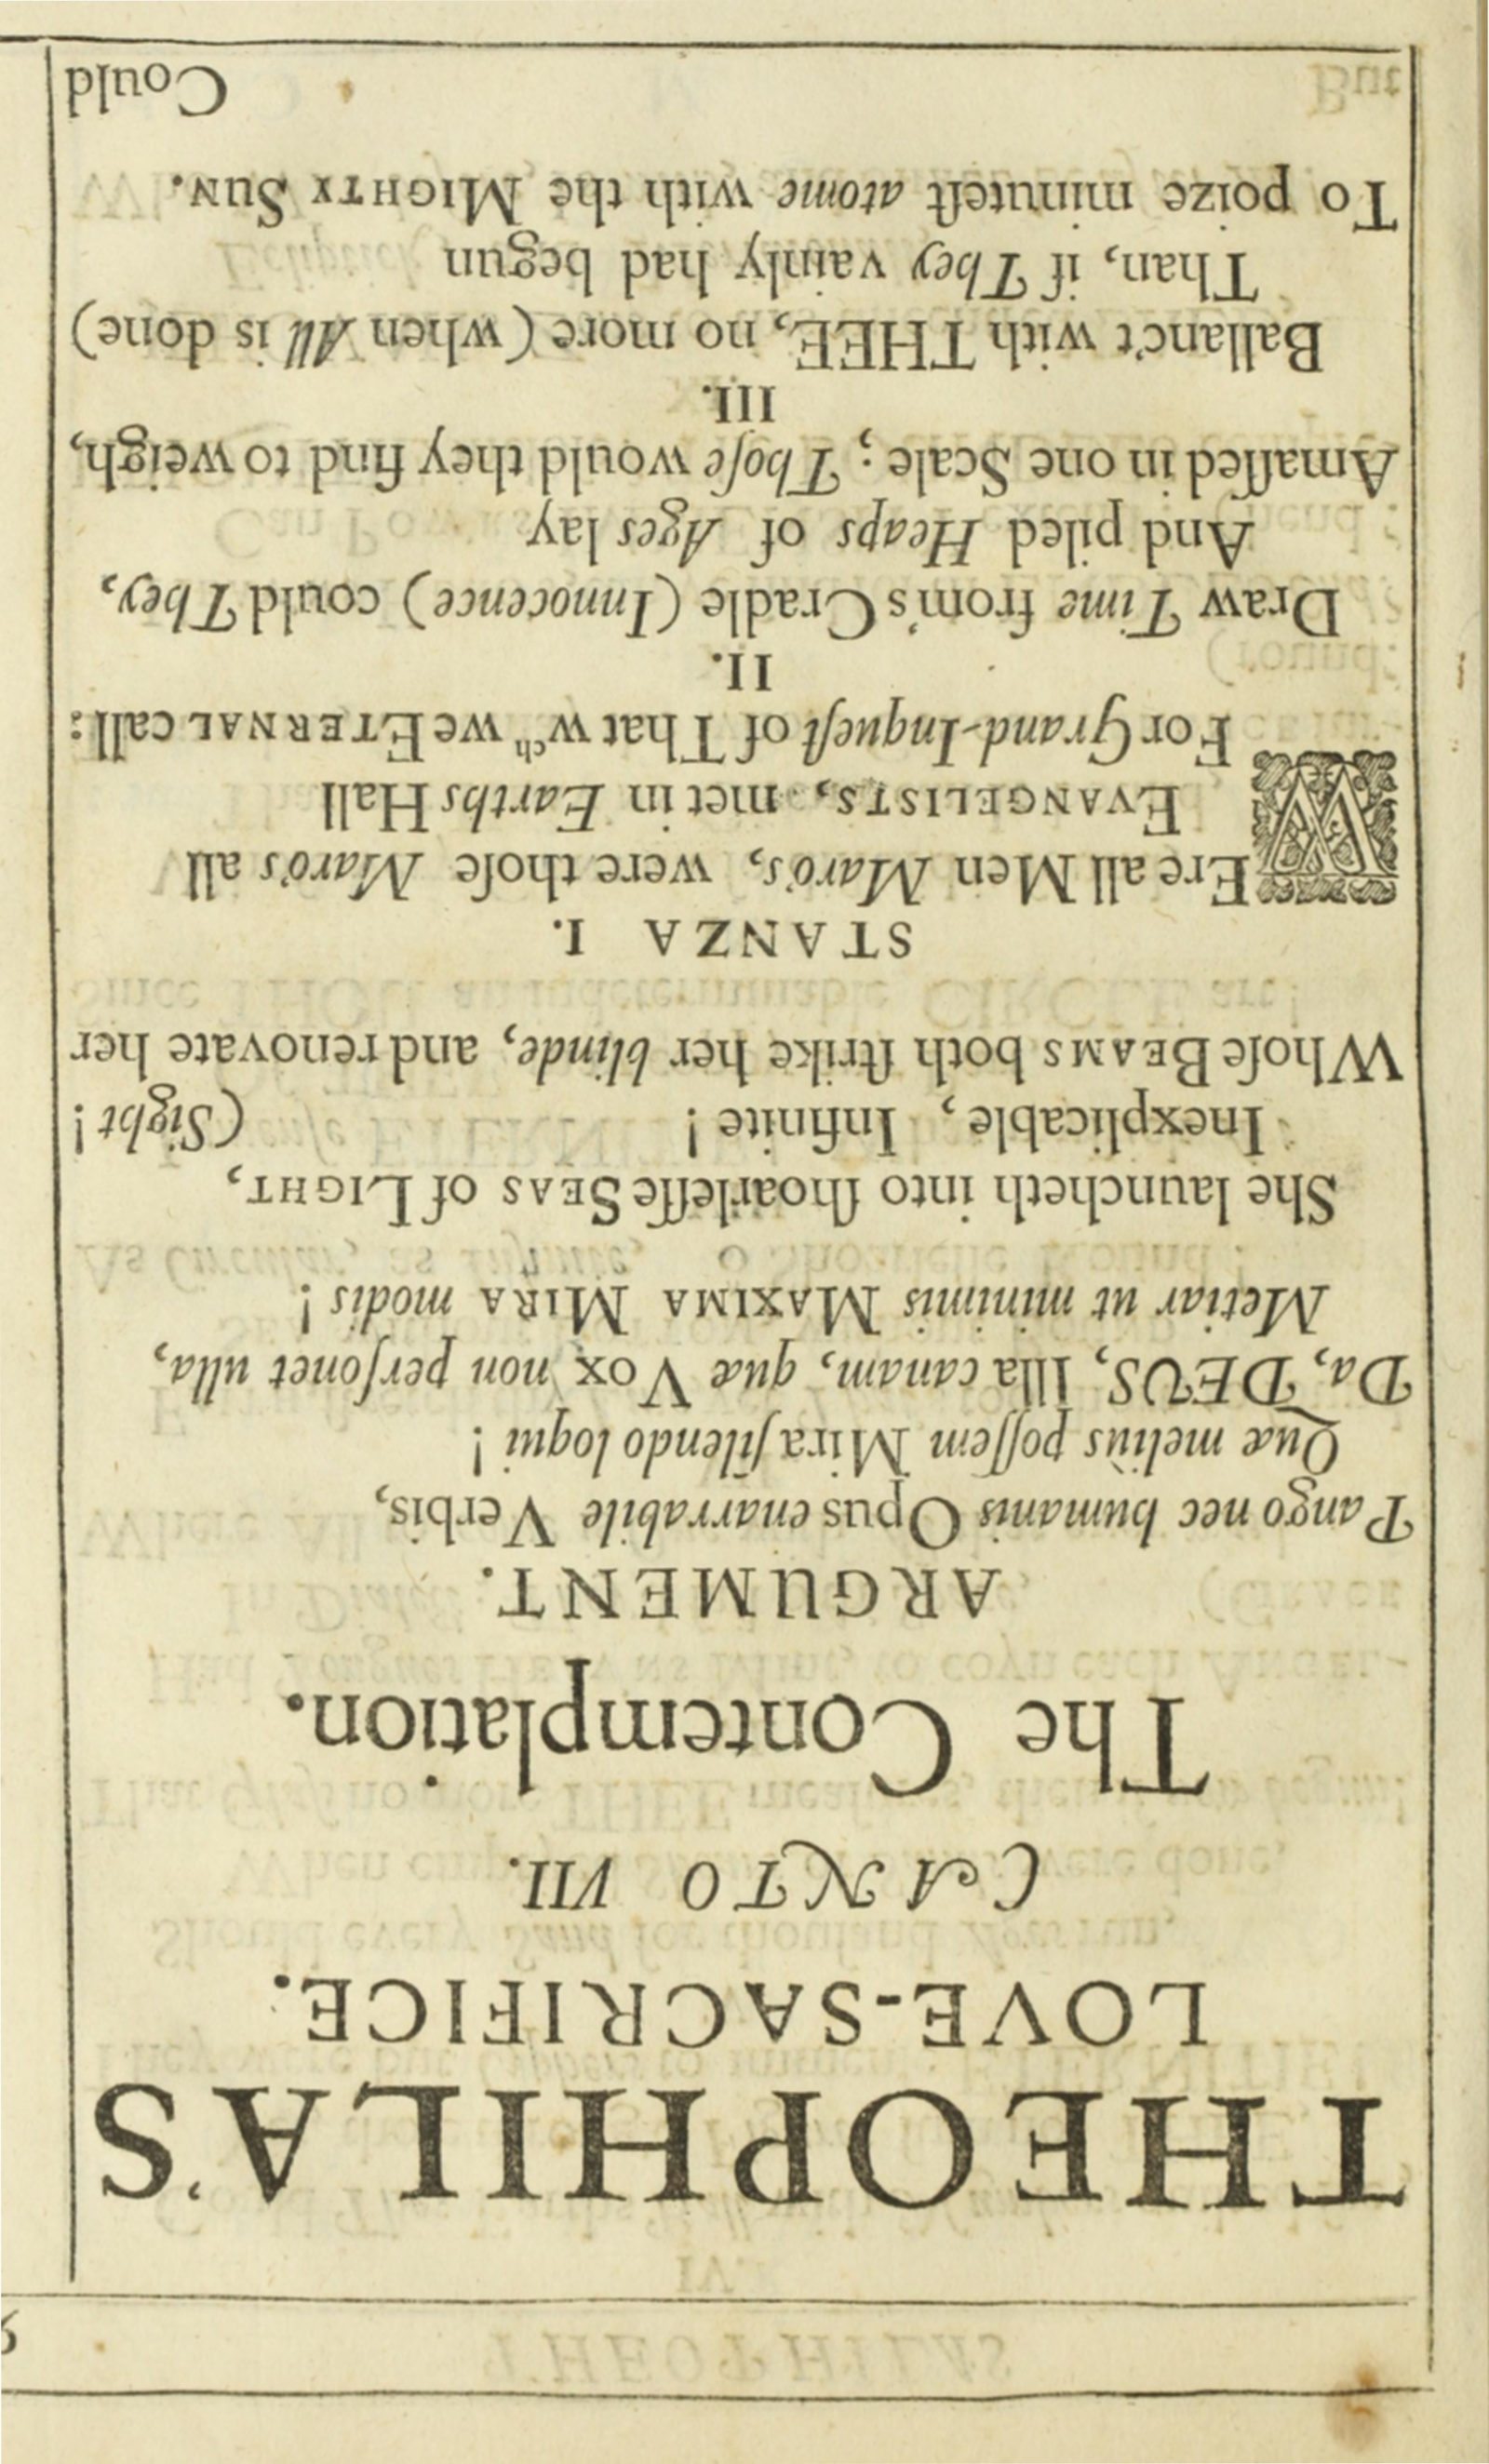 THEOPHILA'S
LOVE-SACRIFICE.
CANTO VII.
The Contemplation.
ARGUMENT.
Pango nec humanis Opus enarrabile Verbis,
Quæ meliùs poſſem Mira ſilendo loqui!
Da, DEUS, Illa canam, quæ Vox non perſonet ulla,
Metiar ut minimis MAXIMA MIRA modis!
She launcheth into ſhoarleſſe SEAS of LIGHT,
Inexplicable, Infinite! (Sight!
Whoſe BEAMS both ſtrike her blinde, and renovate her
STANZA I.
WEre all Men Maro's, were thoſe Maro's all
EVANGELISTS, met in Earths Hall
For Grand-Inqueſt of That wch we ETERNAL call:
II.
Draw Time from's Cradle (Innocence) could They,
And piled Heaps of Ages lay
Amaſſed in one Scale; Thoſe would they find to weigh,
III.
Ballanc't with THEE, no more (when All is done)
Than, if They vainly had begun
To poize minuteſt atome with the MIGHTY SUN.
Could